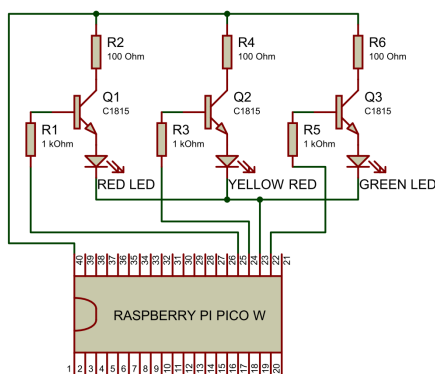 R2
100 Ohm
R4
100 Ohm
R6
100 Ohm
Q1
C1815
Q2
C1815
Q3
C1815
R1
1 kOhm
R3
1 kOhm
R5
1 kOhm
RED LED
YELLOW RED
GREEN LED
40 39 38 37 36 35 34 33 32 31 30 29 28 27 26 25 24 23 22 21
RASPBERRY PI PICO W
1 2 3 4 5 6 7 8 9 10 11 12 13 14 15 16 17 18 19 20